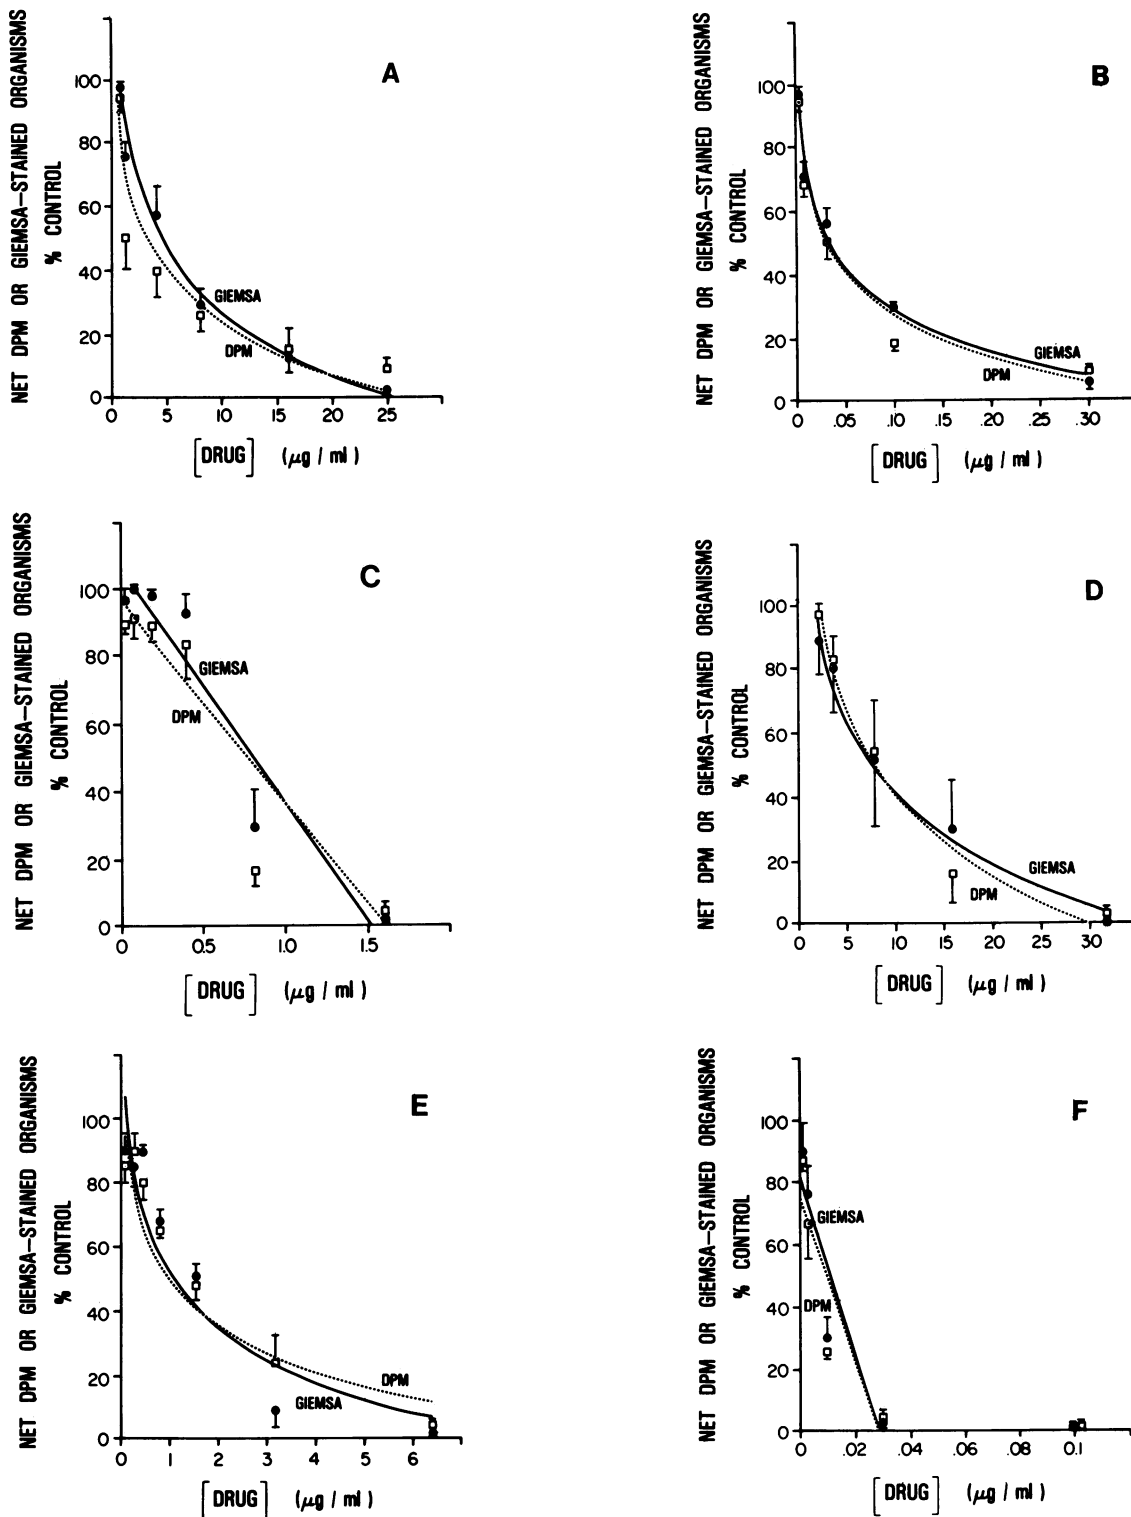 NET DPM OR GIEMSA–STAINED ORGANISMS
% CONTROL
A
100
80
60
40
20
0
GIEMSA
DPM
0 5 10 15 20 25
[DRUG] (μg / ml)
NET DPM OR GIEMSA–STAINED ORGANISMS
% CONTROL
B
100
80
60
40
20
0
GIEMSA
DPM
0 .05 .10 .15 .20 .25 .30
[DRUG] (μg / ml)
NET DPM OR GIEMSA–STAINED ORGANISMS
% CONTROL
C
100
80
60
40
20
0
GIEMSA
DPM
0 0.5 1.0 1.5
[DRUG] (μg / ml)
NET DPM OR GIEMSA–STAINED ORGANISMS
% CONTROL
D
100
80
60
40
20
0
GIEMSA
DPM
0 5 10 15 20 25 30
[DRUG] (μg / ml)
NET DPM OR GIEMSA–STAINED ORGANISMS
% CONTROL
E
100
80
60
40
20
0
DPM
GIEMSA
0 1 2 3 4 5 6
[DRUG] (μg / ml)
NET DPM OR GIEMSA–STAINED ORGANISMS
% CONTROL
F
100
80
60
40
20
0
GIEMSA
DPM
0 .02 .04 .06 .08 0.1
[DRUG] (μg / ml)